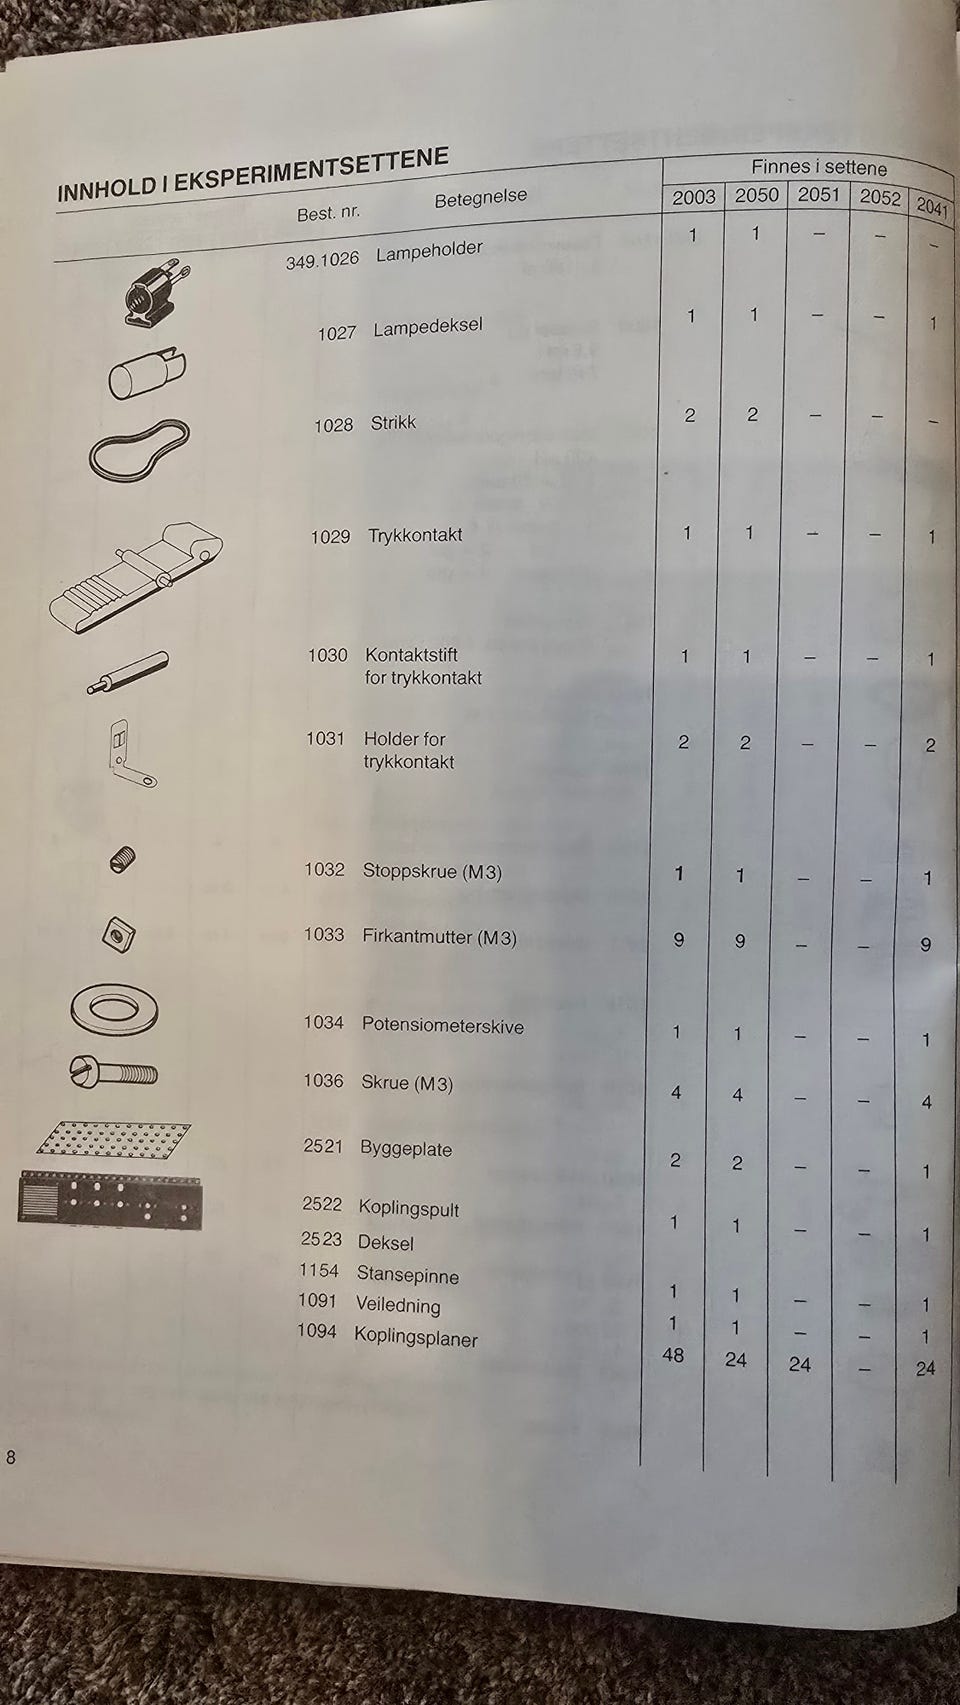 INNHOLD I EKSPERIMENTSETTENE
Finnes i settene
Best. nr. Betegnelse 2003 2050 2051 2052 2041
349.1026 Lampeholder 1 1 – – –
1027 Lampedeksel 1 1 – – 1
1028 Strikk 2 2 – – –
1029 Trykkontakt 1 1 – – 1
1030 Kontaktstift 1 1 – – 1
for trykkontakt
1031 Holder for 2 2 – – 2
trykkontakt
1032 Stoppskrue (M3) 1 1 – – 1
1033 Firkantmutter (M3) 9 9 – – 9
1034 Potensiometerskive 1 1 – – 1
1036 Skrue (M3) 4 4 – – 4
2521 Byggeplate 2 2 – – 1
2522 Koplingspult 1 1 – – 1
2523 Deksel
1154 Stansepinne 1 1 – – 1
1091 Veiledning 1 1 – – 1
1094 Koplingsplaner 48 24 24 – 24
8